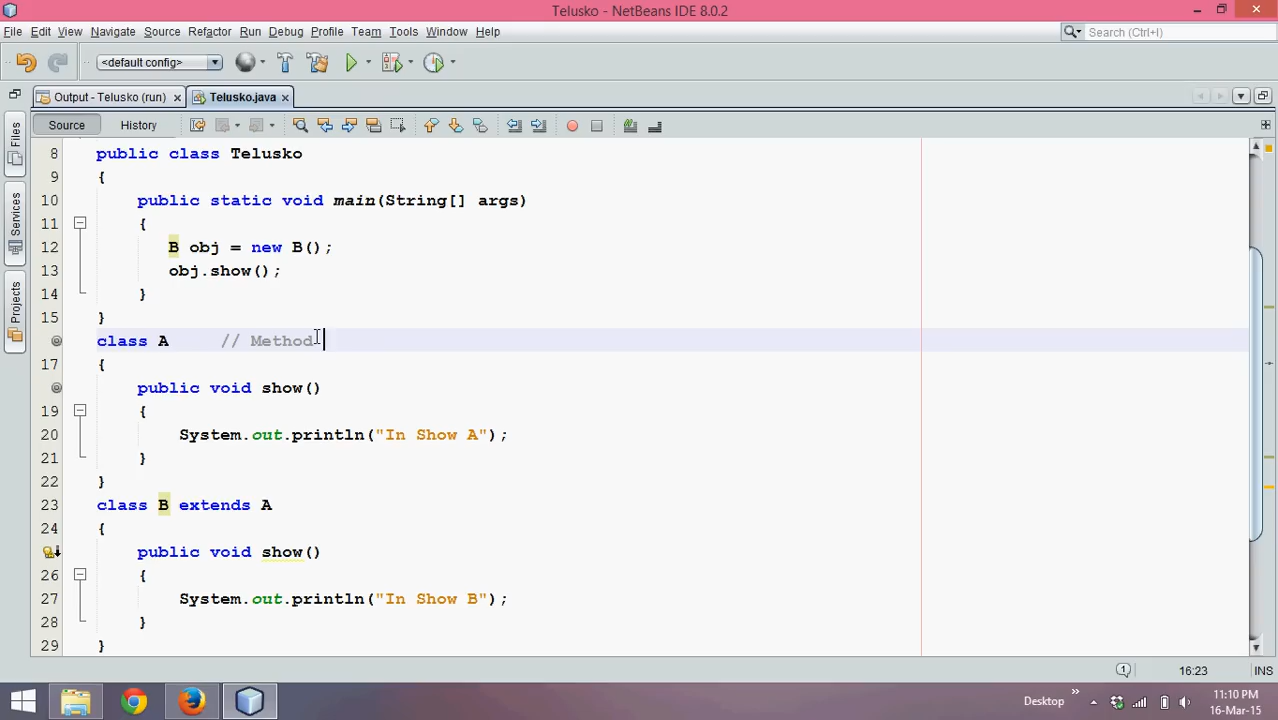 Telusko - NetBeans IDE 8.0.2
File Edit View Navigate Source Refactor Run Debug Profile Team Tools Window Help
Search (Ctrl+I)
<default config>
Output - Telusko (run) Telusko.java
Source History
Files
Services
Projects
8 public class Telusko
9 {
10 public static void main(String[] args)
11 {
12 B obj = new B();
13 obj.show();
14 }
15 }
class A // Method
17 {
public void show()
19 {
20 System.out.println("In Show A");
21 }
22 }
23 class B extends A
24 {
public void show()
26 {
27 System.out.println("In Show B");
28 }
29 }
1 16:23 INS
Desktop 11:10 PM
16-Mar-15